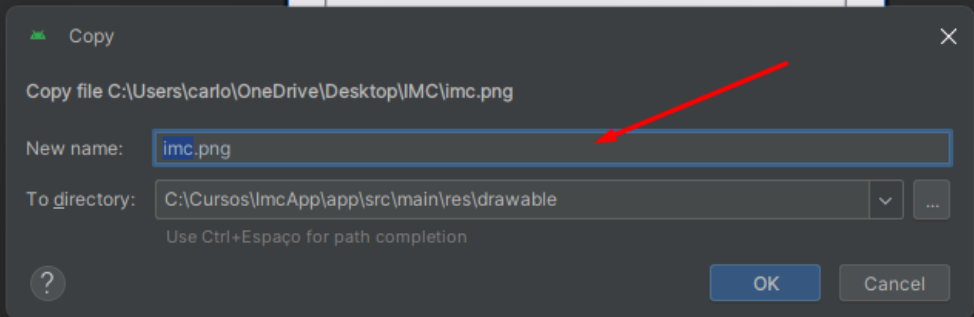 Copy
Copy file C:\Users\carlo\OneDrive\Desktop\IMC\imc.png
New name: imc.png
To directory: C:\Cursos\ImcApp\app\src\main\res\drawable ...
Use Ctrl+Espaço for path completion
? OK Cancel